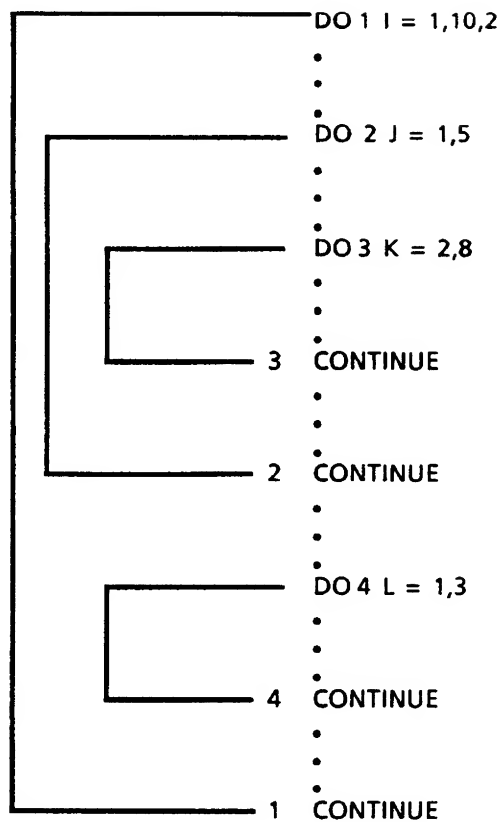 DO 1 I = 1,10,2
DO 2 J = 1,5
DO 3 K = 2,8
3 CONTINUE
2 CONTINUE
DO 4 L = 1,3
4 CONTINUE
1 CONTINUE